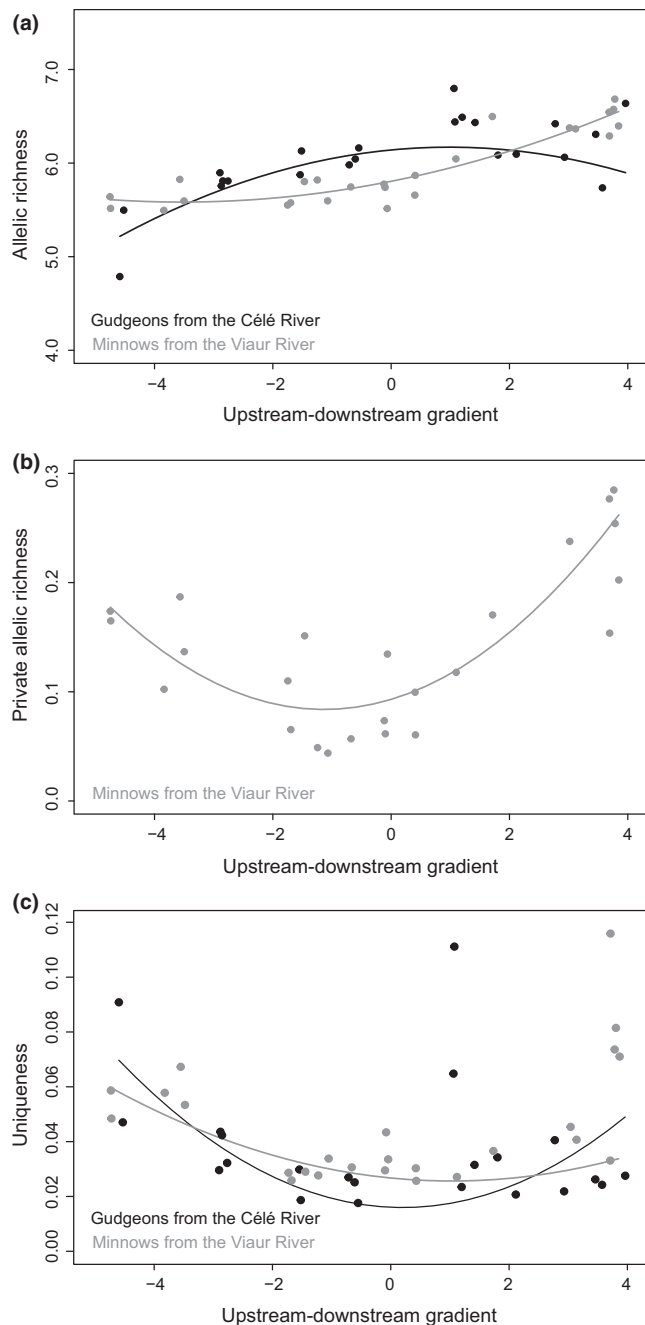 (a)
Allelic richness
7.0
6.0
5.0
4.0
Gudgeons from the Célé River
Minnows from the Viaur River
−4 −2 0 2 4
Upstream-downstream gradient
(b)
Private allelic richness
0.3
0.2
0.1
0.0
Minnows from the Viaur River
−4 −2 0 2 4
Upstream-downstream gradient
(c)
Uniqueness
0.12
0.10
0.08
0.06
0.04
0.02
0.00
Gudgeons from the Célé River
Minnows from the Viaur River
−4 −2 0 2 4
Upstream-downstream gradient